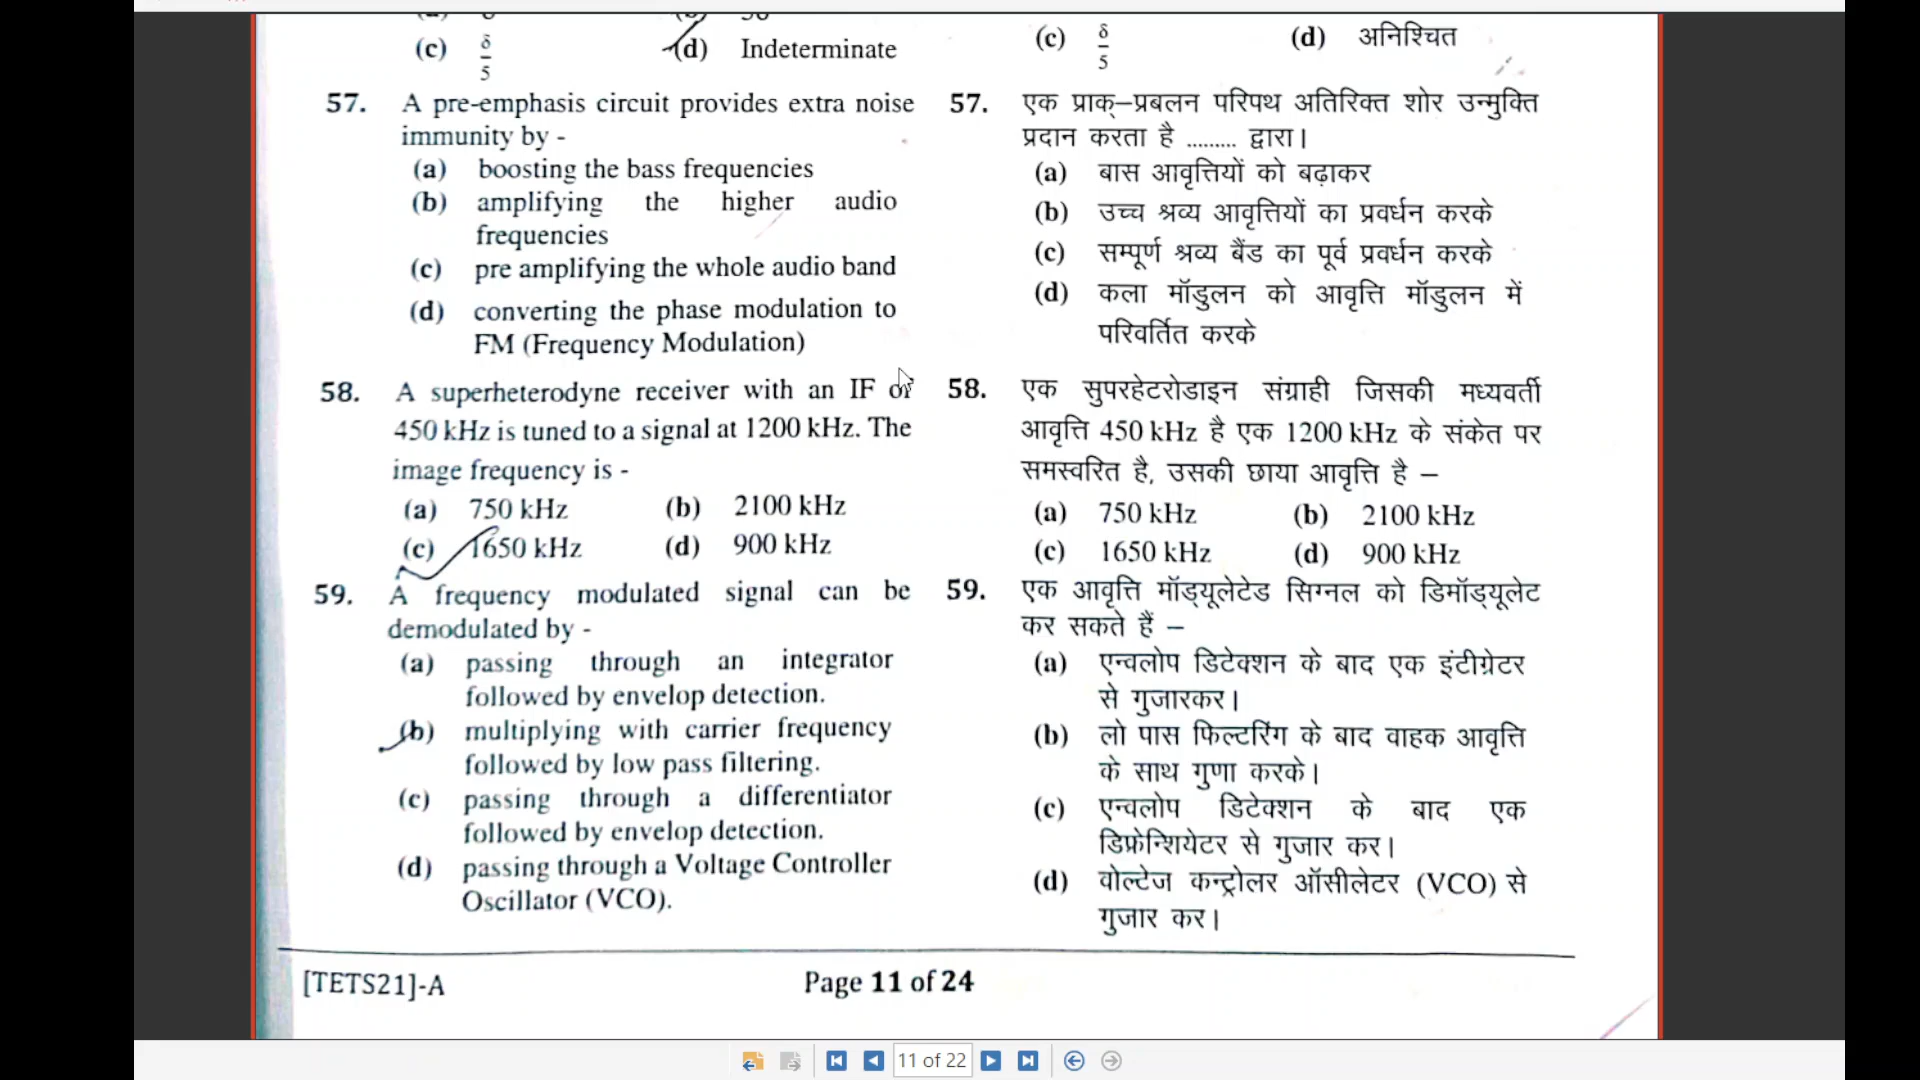 (c) δ/5 (d) Indeterminate
57. A pre-emphasis circuit provides extra noise
immunity by -
(a) boosting the bass frequencies
(b) amplifying the higher audio
frequencies
(c) pre amplifying the whole audio band
(d) converting the phase modulation to
FM (Frequency Modulation)
58. A superheterodyne receiver with an IF of
450 kHz is tuned to a signal at 1200 kHz. The
image frequency is -
(a) 750 kHz (b) 2100 kHz
(c) 1650 kHz (d) 900 kHz
59. A frequency modulated signal can be
demodulated by -
(a) passing through an integrator
followed by envelop detection.
(b) multiplying with carrier frequency
followed by low pass filtering.
(c) passing through a differentiator
followed by envelop detection.
(d) passing through a Voltage Controller
Oscillator (VCO).
(c) δ/5 (d) अनिश्चित
57. एक प्राक्–प्रबलन परिपथ अतिरिक्त शोर उन्मुक्ति
प्रदान करता है ......... द्वारा।
(a) बास आवृत्तियों को बढ़ाकर
(b) उच्च श्रव्य आवृत्तियों का प्रवर्धन करके
(c) सम्पूर्ण श्रव्य बैंड का पूर्व प्रवर्धन करके
(d) कला मॉडुलन को आवृत्ति मॉडुलन में
परिवर्तित करके
58. एक सुपरहेटरोडाइन संग्राही जिसकी मध्यवर्ती
आवृत्ति 450 kHz है एक 1200 kHz के संकेत पर
समस्वरित है, उसकी छाया आवृत्ति है –
(a) 750 kHz (b) 2100 kHz
(c) 1650 kHz (d) 900 kHz
59. एक आवृत्ति मॉड्यूलेटेड सिग्नल को डिमॉड्यूलेट
कर सकते हैं –
(a) एन्वलोप डिटेक्शन के बाद एक इंटीग्रेटर
से गुजारकर।
(b) लो पास फिल्टरिंग के बाद वाहक आवृत्ति
के साथ गुणा करके।
(c) एन्वलोप डिटेक्शन के बाद एक
डिफ्रेन्शियेटर से गुजार कर।
(d) वोल्टेज कन्ट्रोलर ऑसीलेटर (VCO) से
गुजार कर।
[TETS21]-A Page 11 of 24
11 of 22